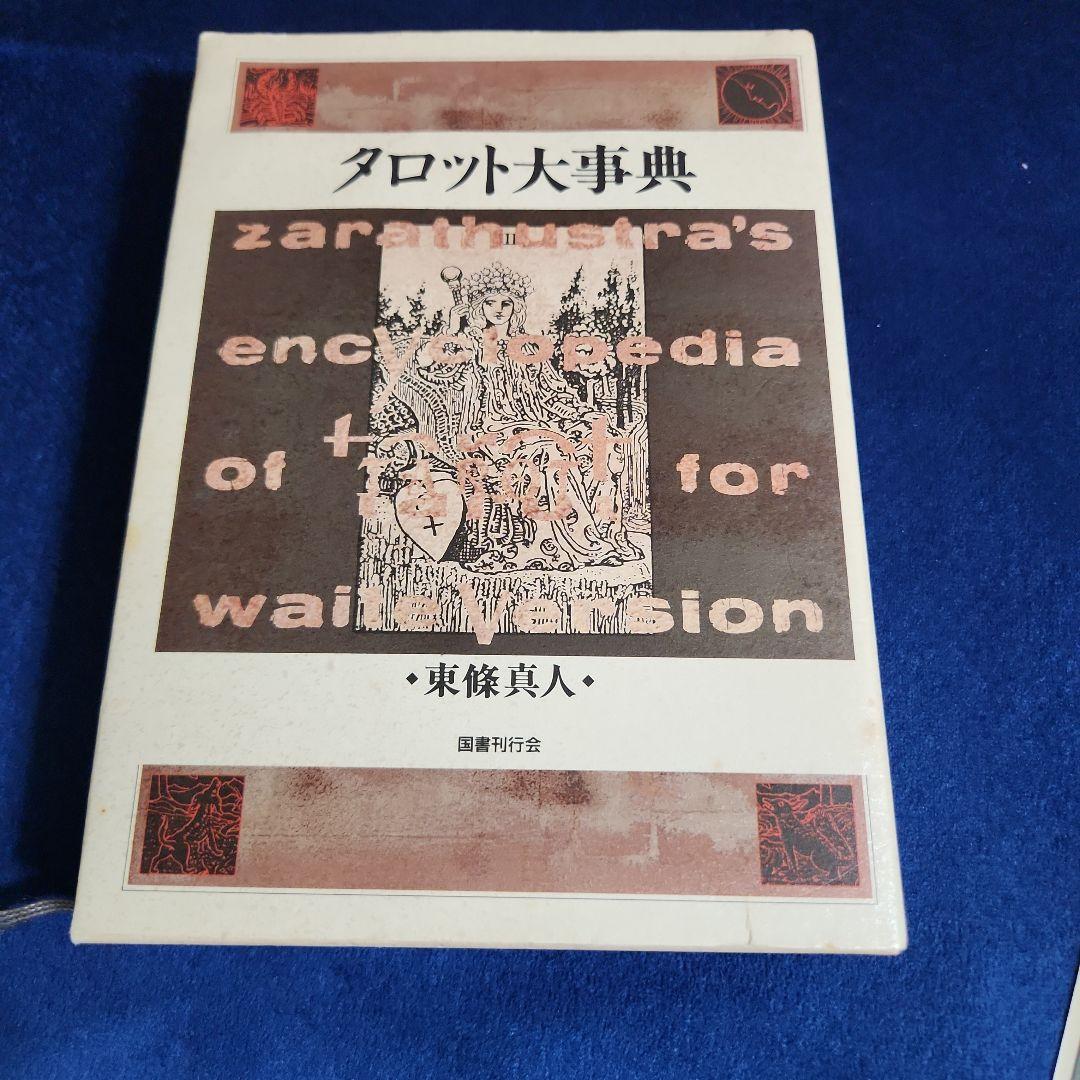 タロット大事典
zarathustra's
III
encyclopedia
of tarot for
waite version
◆東條真人◆
国書刊行会